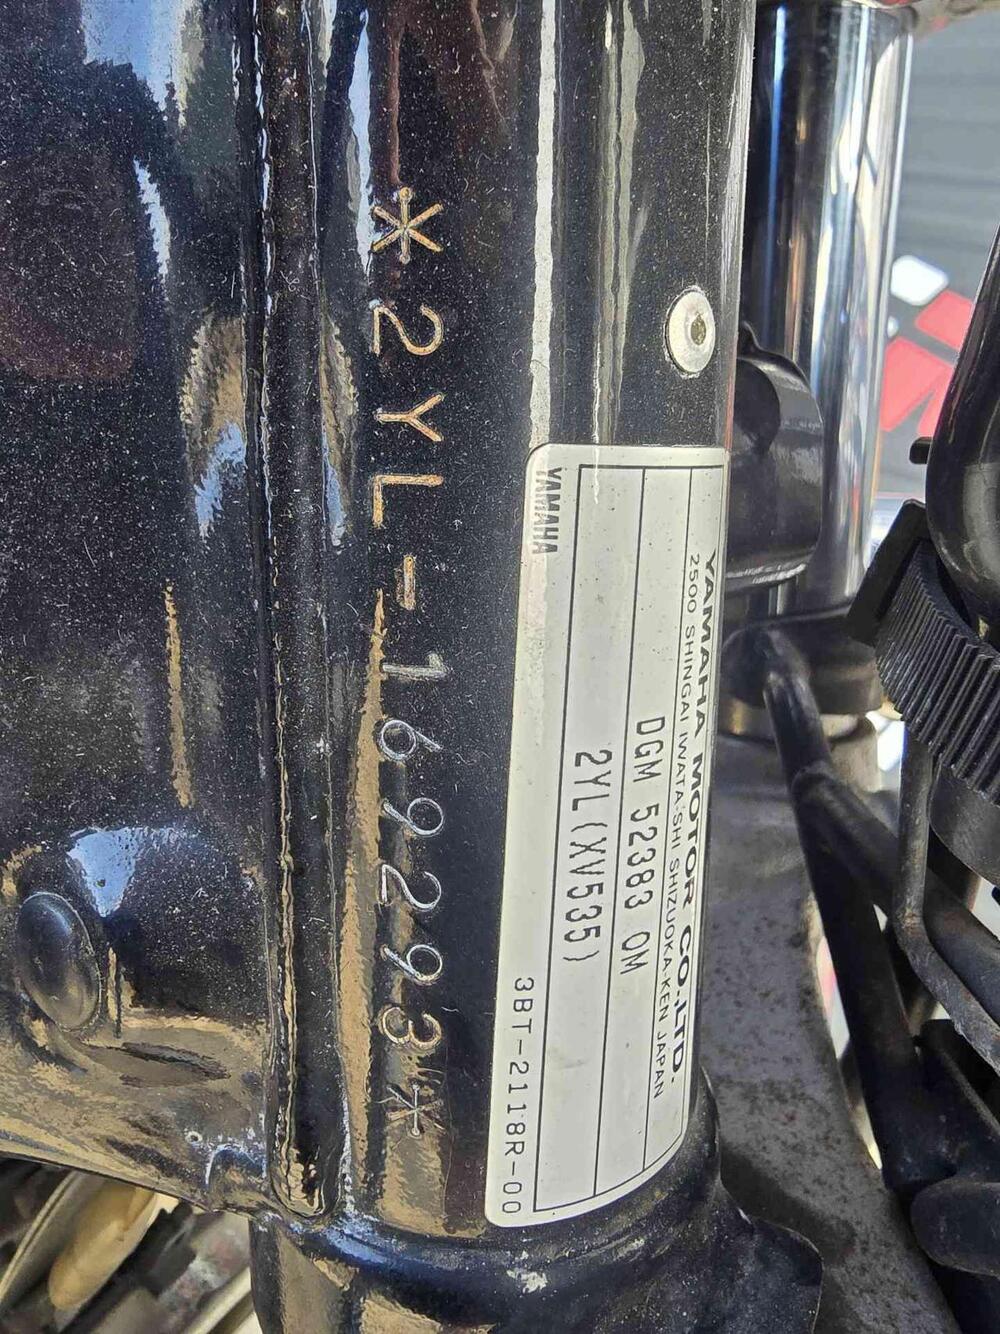 *2YL-169293*
YAMAHA MOTOR CO.,LTD.
2500 SHINGAI IWATA-SHI SHIZUOKA-KEN JAPAN
DGM 52383 OM
2YL(XV535)
YAMAHA
3BT-2118R-00